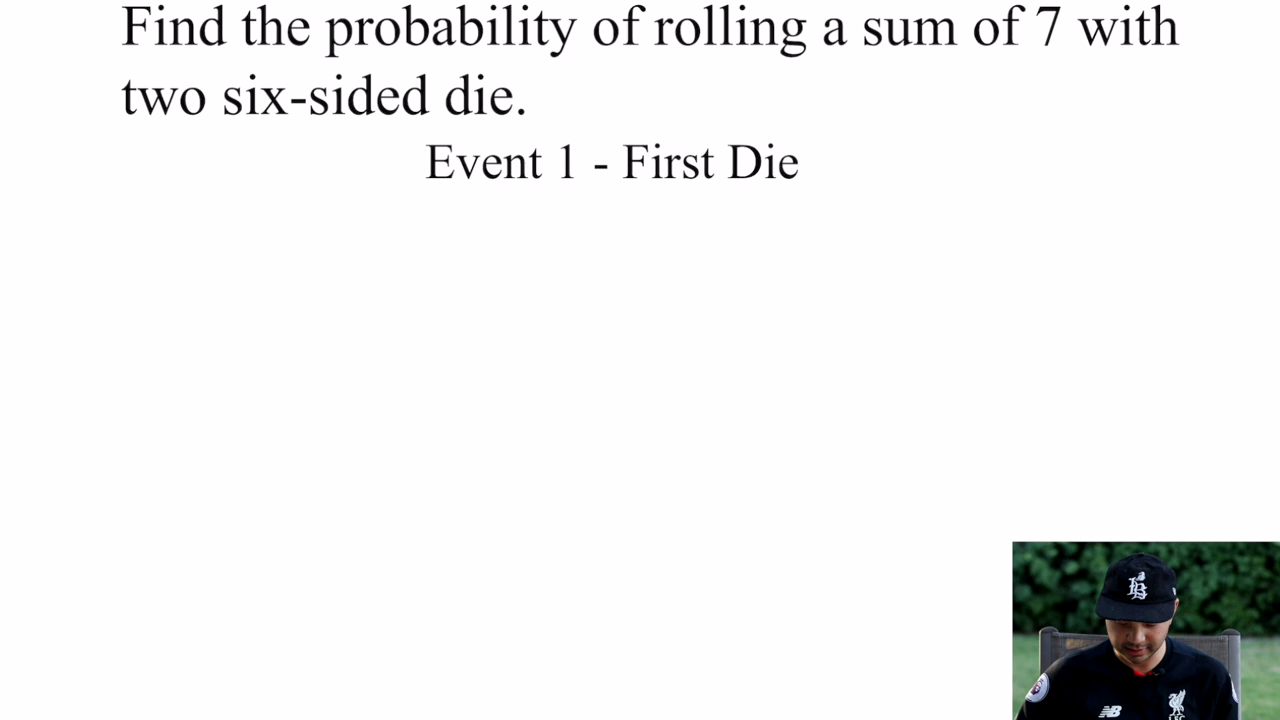 Find the probability of rolling a sum of 7 with
two six-sided die.
Event 1 - First Die